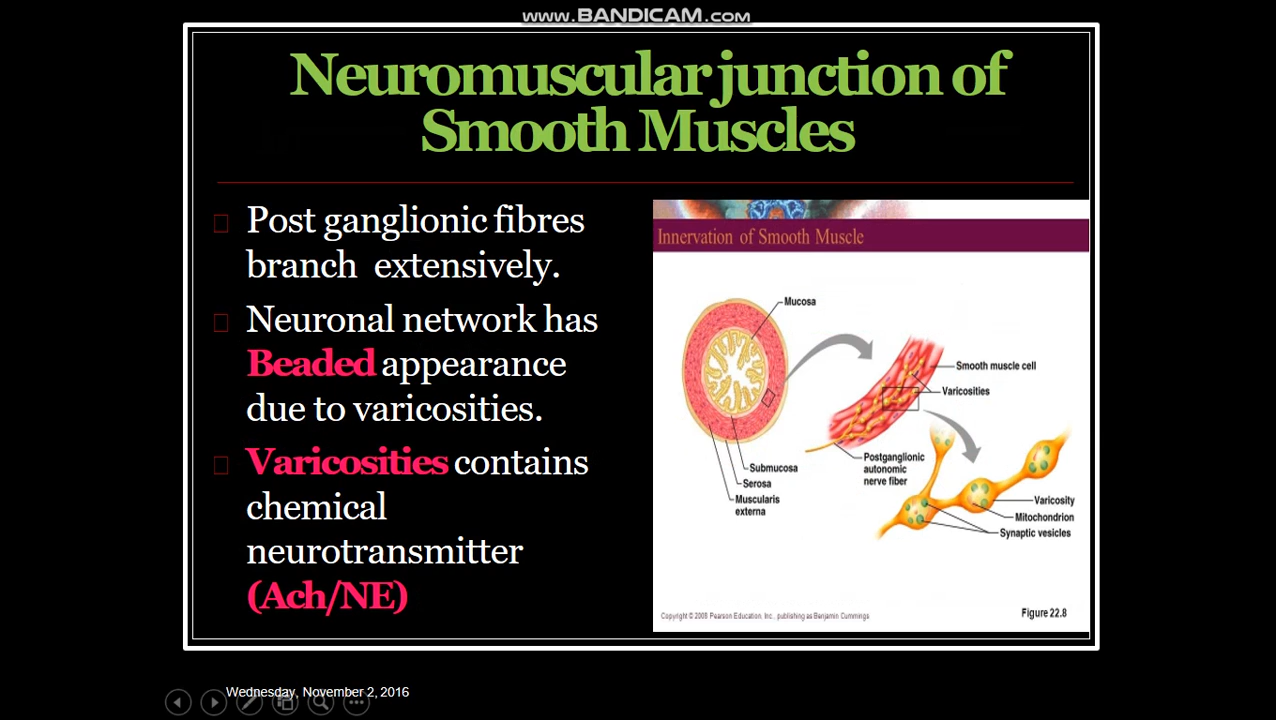 www.BANDICAM.com
Neuromuscular junction of
Smooth Muscles
Post ganglionic fibres
branch extensively.
Neuronal network has
Beaded appearance
due to varicosities.
Varicosities contains
chemical
neurotransmitter
(Ach/NE)
Innervation of Smooth Muscle
Mucosa
Smooth muscle cell
Varicosities
Postganglionic
autonomic
nerve fiber
Submucosa
Serosa
Muscularis
externa
Varicosity
Mitochondrion
Synaptic vesicles
Copyright © 2008 Pearson Education, Inc., publishing as Benjamin Cummings
Figure 22.8
Wednesday, November 2, 2016